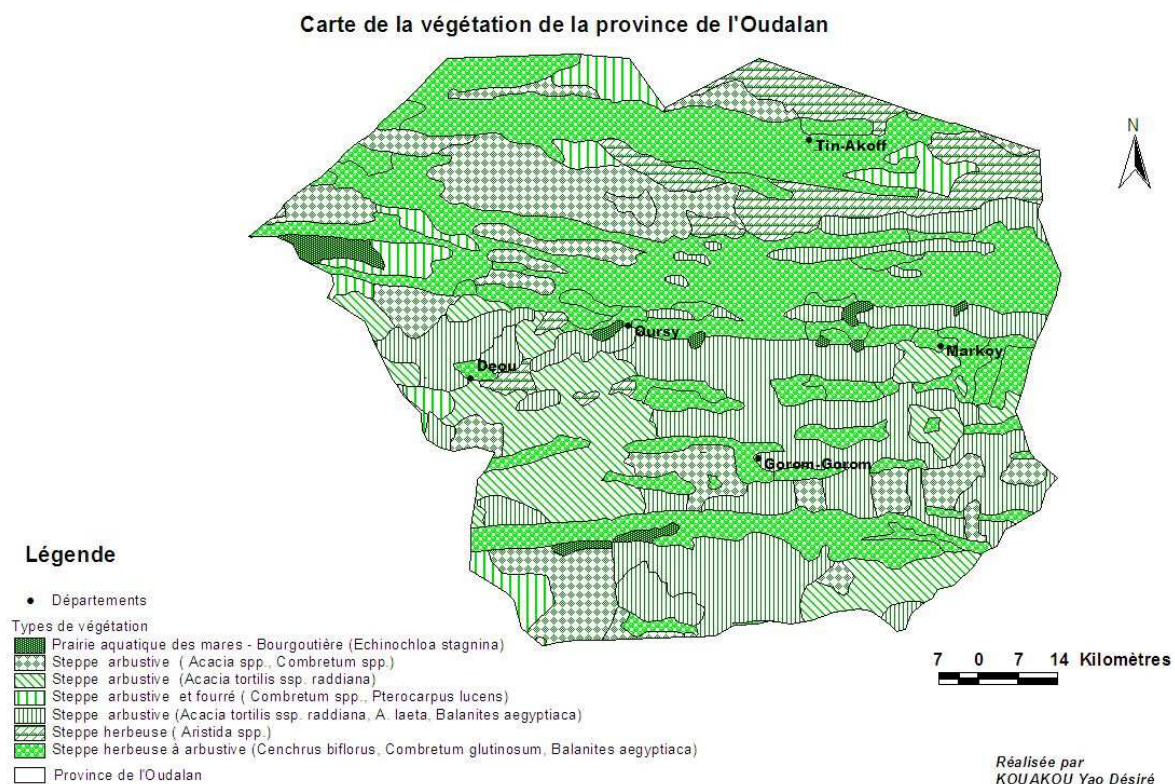 Carte de la végétation de la province de l'Oudalan
N
Tin-Akoff
Oursy
Markoy
Deou
Gorom-Gorom
Légende
Départements
Types de végétation
Prairie aquatique des mares - Bourgoutière (Echinochloa stagnina)
Steppe arbustive ( Acacia spp., Combretum spp.)
Steppe arbustive (Acacia tortilis ssp. raddiana)
Steppe arbustive et fourré ( Combretum spp., Pterocarpus lucens)
Steppe arbustive (Acacia tortilis ssp. raddiana, A. laeta, Balanites aegyptiaca)
Steppe herbeuse ( Aristida spp.)
Steppe herbeuse à arbustive (Cenchrus biflorus, Combretum glutinosum, Balanites aegyptiaca)
Province de l'Oudalan
7 0 7 14 Kilomètres
Réalisée par
KOUAKOU Yao Désiré